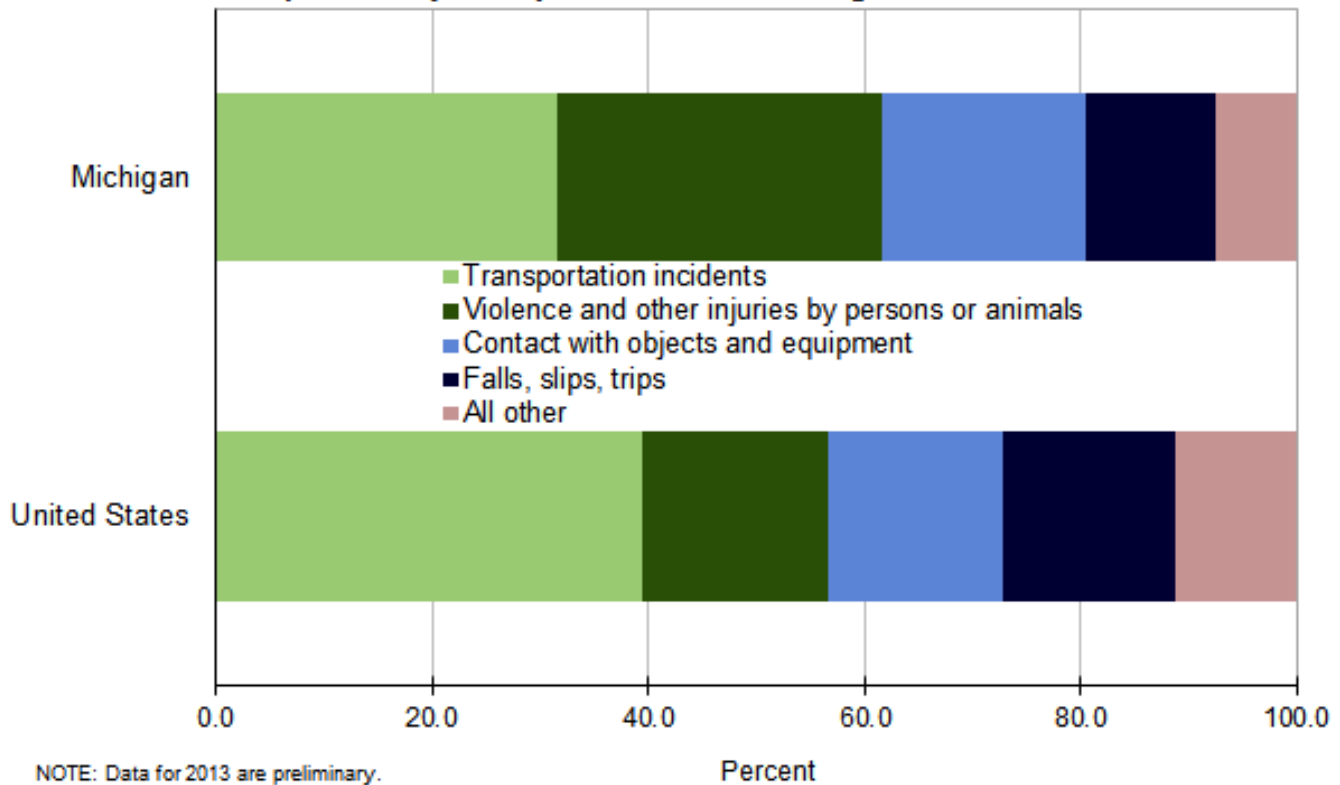 Michigan
Transportation incidents
Violence and other injuries by persons or animals
Contact with objects and equipment
Falls, slips, trips
All other
United States
0.0 20.0 40.0 60.0 80.0 100.0
Percent
NOTE: Data for 2013 are preliminary.